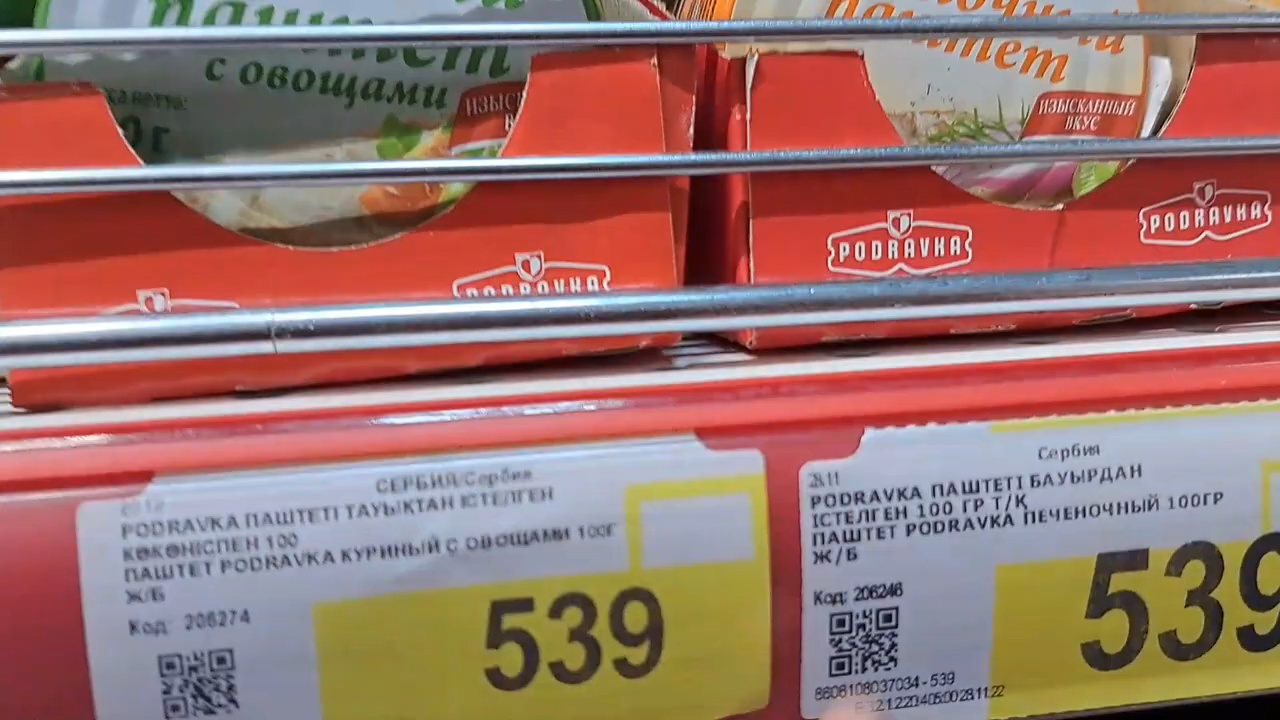 паштет
с овощами
PODRAVKA
паштет
ИЗЫСКАННЫЙ
ВКУС
PODRAVKA
PODRAVKA
СЕРБИЯ/Сербия
PODRAVKA ПАШТЕТІ ТАУЫҚТАН ІСТЕЛГЕН
КӨКӨНІСПЕН 100
ПАШТЕТ PODRAVKA КУРИНЫЙ С ОВОЩАМИ 100Г
Ж/Б
Код: 206274
539
Сербия
28.11
PODRAVKA ПАШТЕТІ БАУЫРДАН
ІСТЕЛГЕН 100 ГР Т/Қ
ПАШТЕТ PODRAVKA ПЕЧЕНОЧНЫЙ 100ГР
Ж/Б
Код: 206246
539
8606108037034 - 539